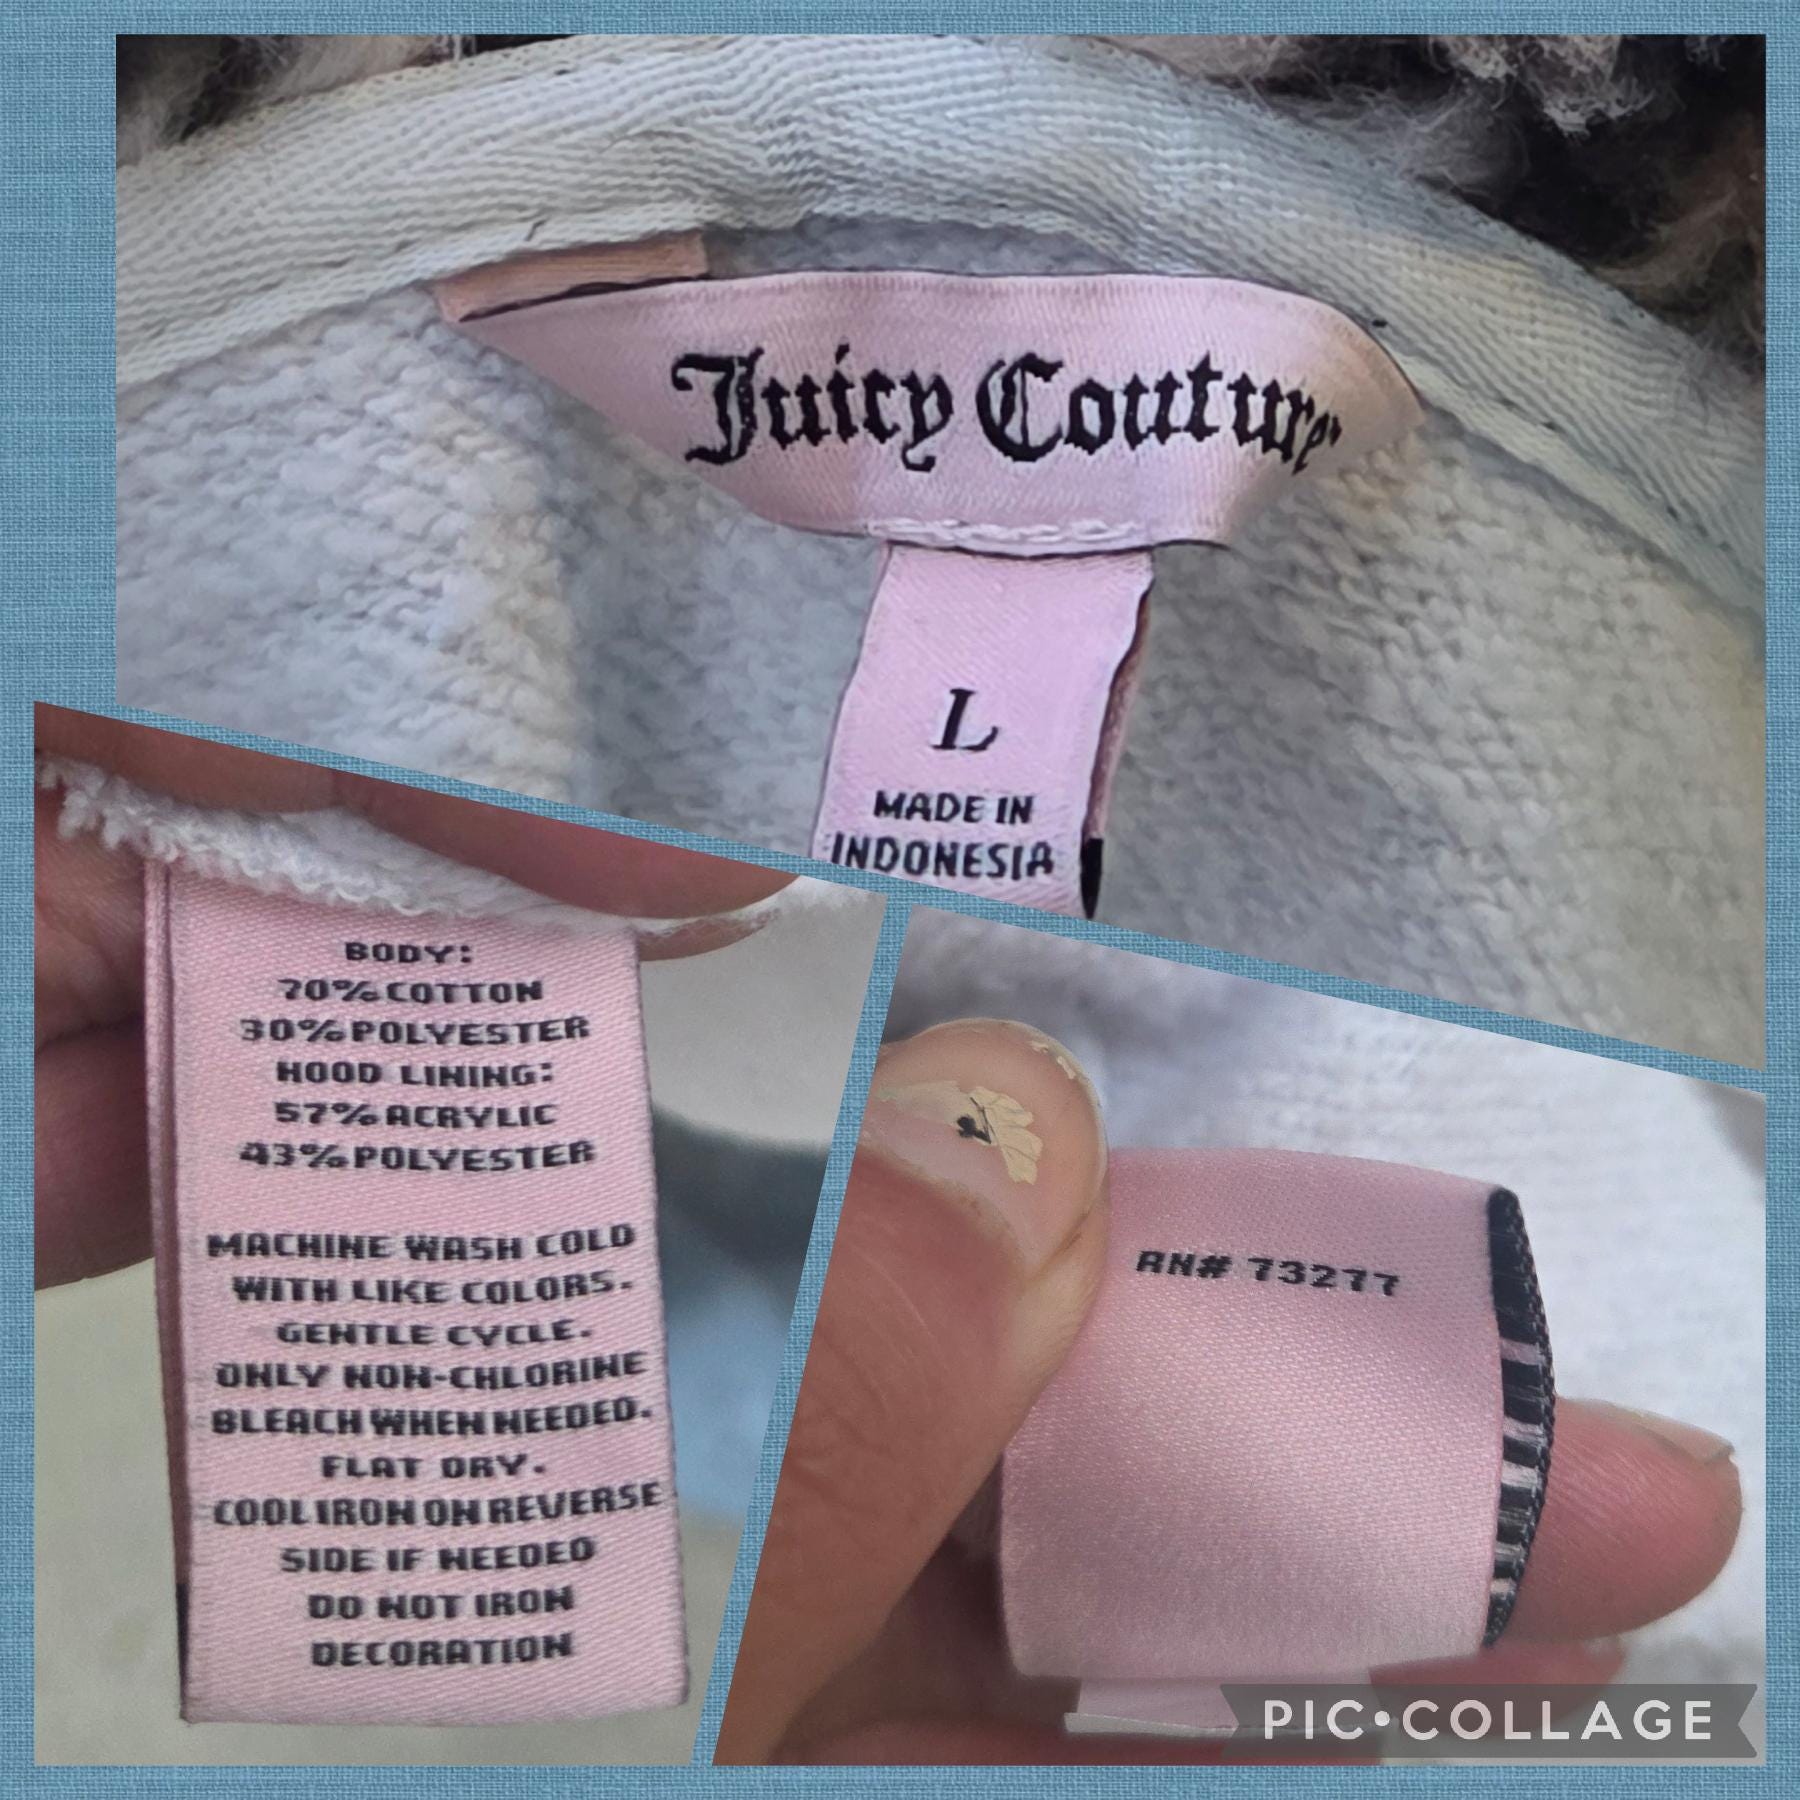 Juicy Couture
L
MADE IN
INDONESIA
BODY:
70% COTTON
30% POLYESTER
HOOD LINING:
57% ACRYLIC
43% POLYESTER
MACHINE WASH COLD
WITH LIKE COLORS.
GENTLE CYCLE.
ONLY NON-CHLORINE
BLEACH WHEN NEEDED.
FLAT DRY.
COOL IRON ON REVERSE
SIDE IF NEEDED
DO NOT IRON
DECORATION
RN# 73277
PIC•COLLAGE